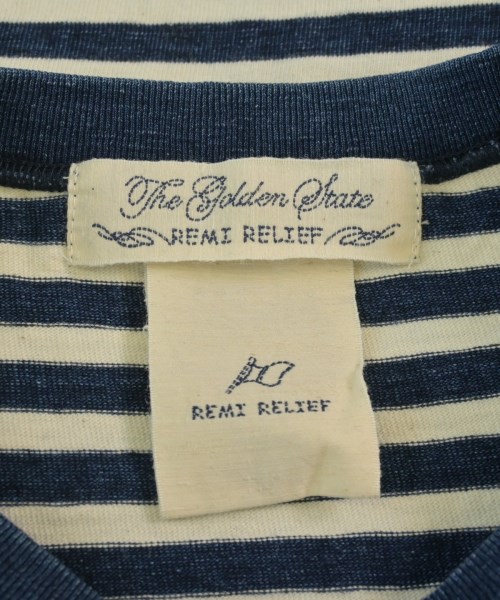 The Golden State
REMI RELIEF
REMI RELIEF